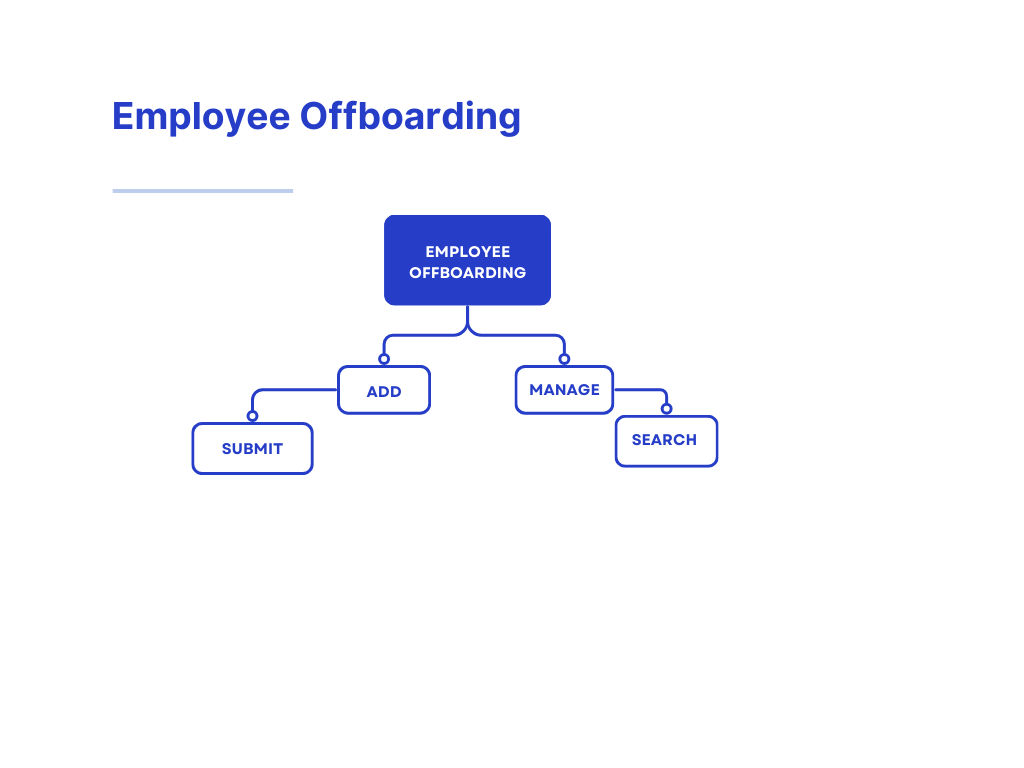 Employee Offboarding
EMPLOYEE
OFFBOARDING
ADD
MANAGE
SUBMIT
SEARCH